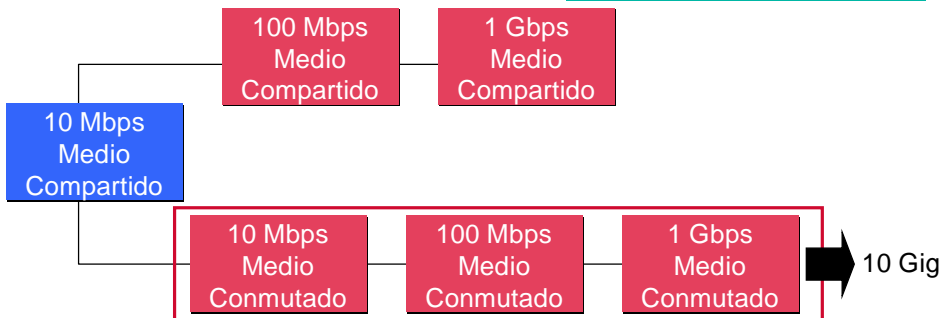 100 Mbps
Medio
Compartido
1 Gbps
Medio
Compartido
10 Mbps
Medio
Compartido
10 Mbps
Medio
Conmutado
100 Mbps
Medio
Conmutado
1 Gbps
Medio
Conmutado
10 Gig